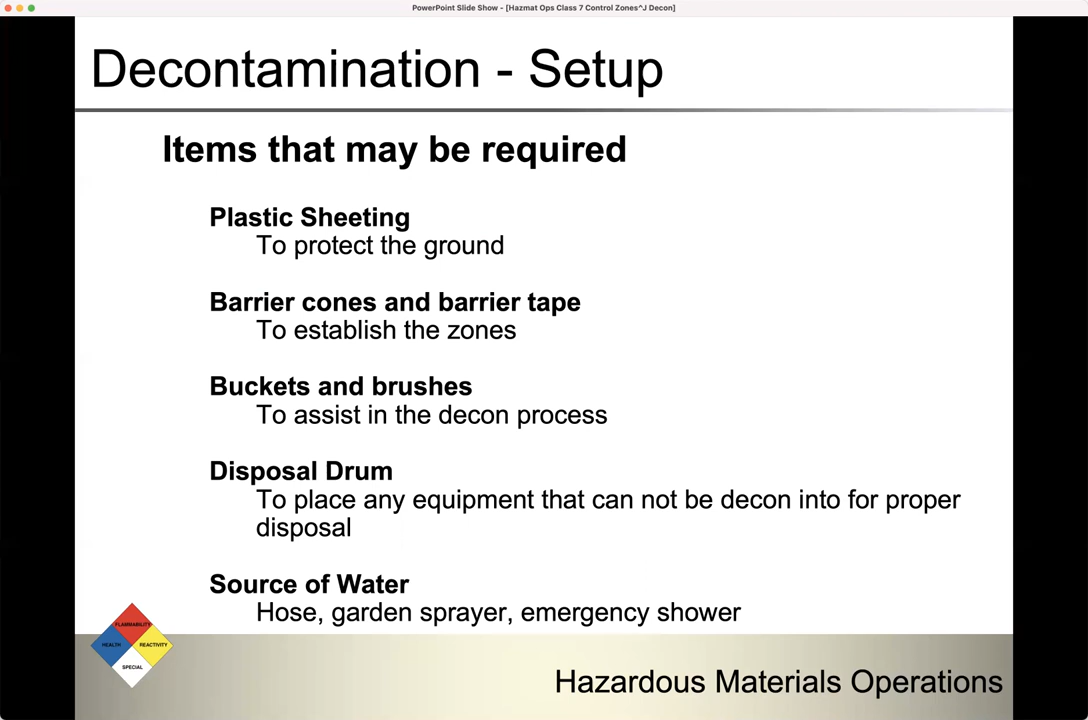 PowerPoint Slide Show - [Hazmat Ops Class 7 Control Zones^J Decon]
Decontamination - Setup
Items that may be required
Plastic Sheeting
To protect the ground
Barrier cones and barrier tape
To establish the zones
Buckets and brushes
To assist in the decon process
Disposal Drum
To place any equipment that can not be decon into for proper
disposal
Source of Water
Hose, garden sprayer, emergency shower
FLAMMABILITY
HEALTH
REACTIVITY
SPECIAL
Hazardous Materials Operations